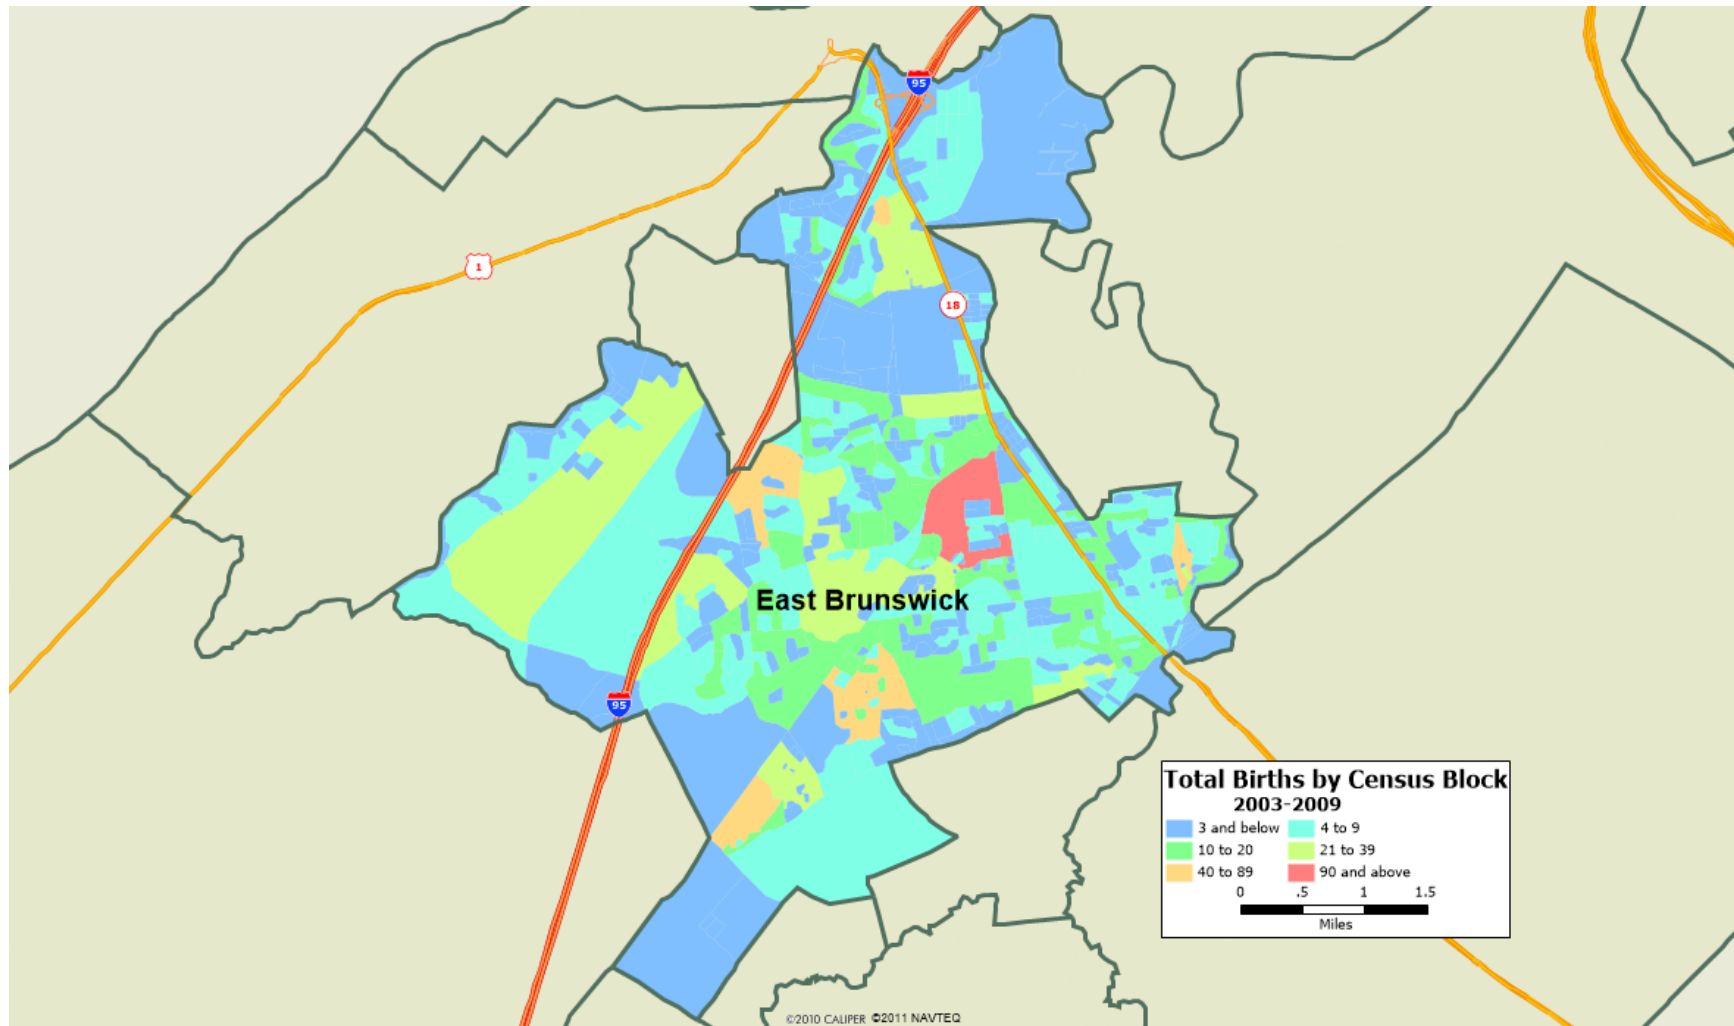 95
1
18
East Brunswick
95
Total Births by Census Block
2003-2009
3 and below 4 to 9
10 to 20 21 to 39
40 to 89 90 and above
0 .5 1 1.5
Miles
©2010 CALIPER ©2011 NAVTEQ